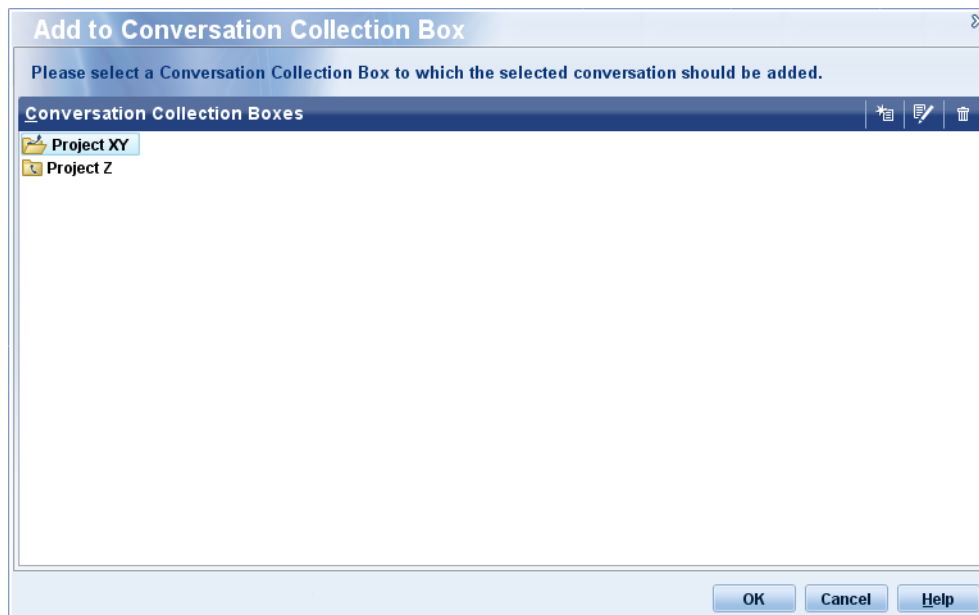 Add to Conversation Collection Box
Please select a Conversation Collection Box to which the selected conversation should be added.
Conversation Collection Boxes
Project XY
Project Z
OK Cancel Help